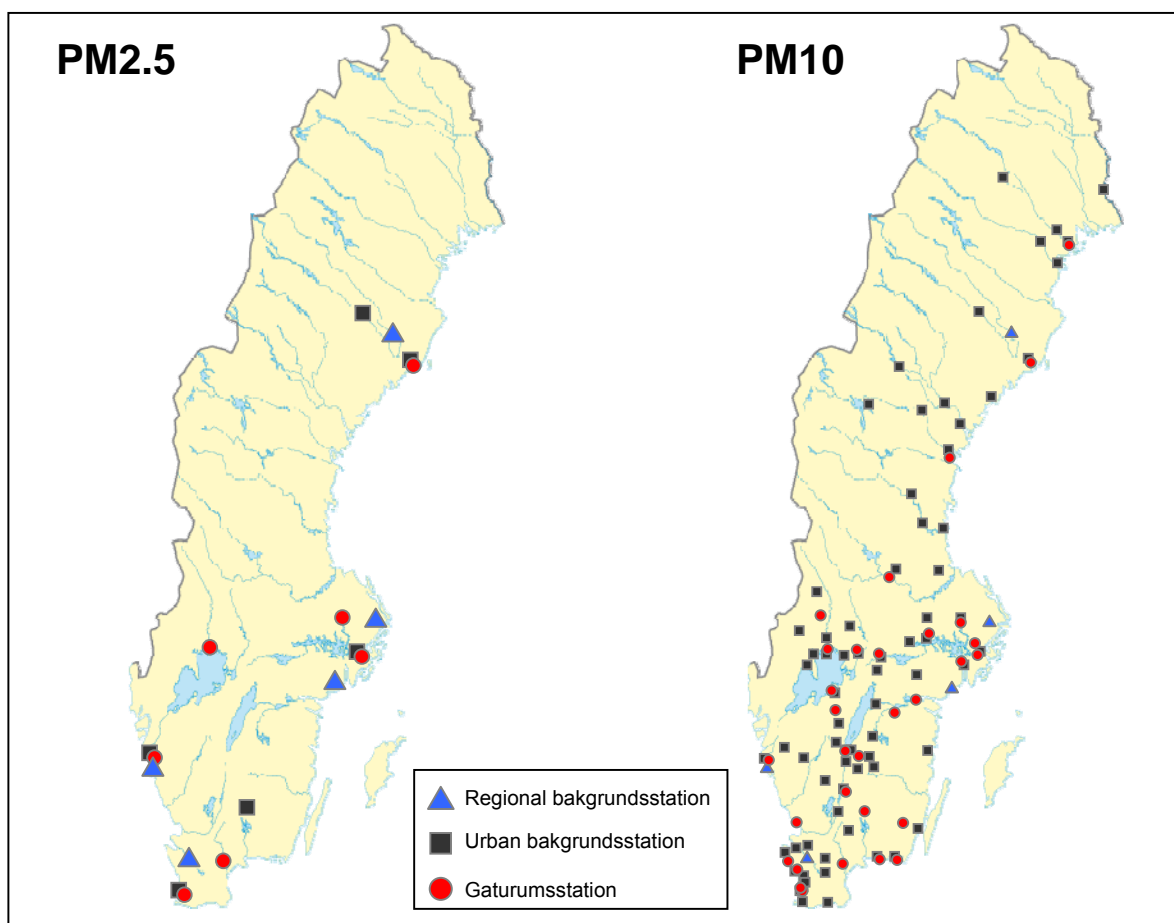 PM2.5
PM10
Regional bakgrundsstation
Urban bakgrundsstation
Gaturumsstation